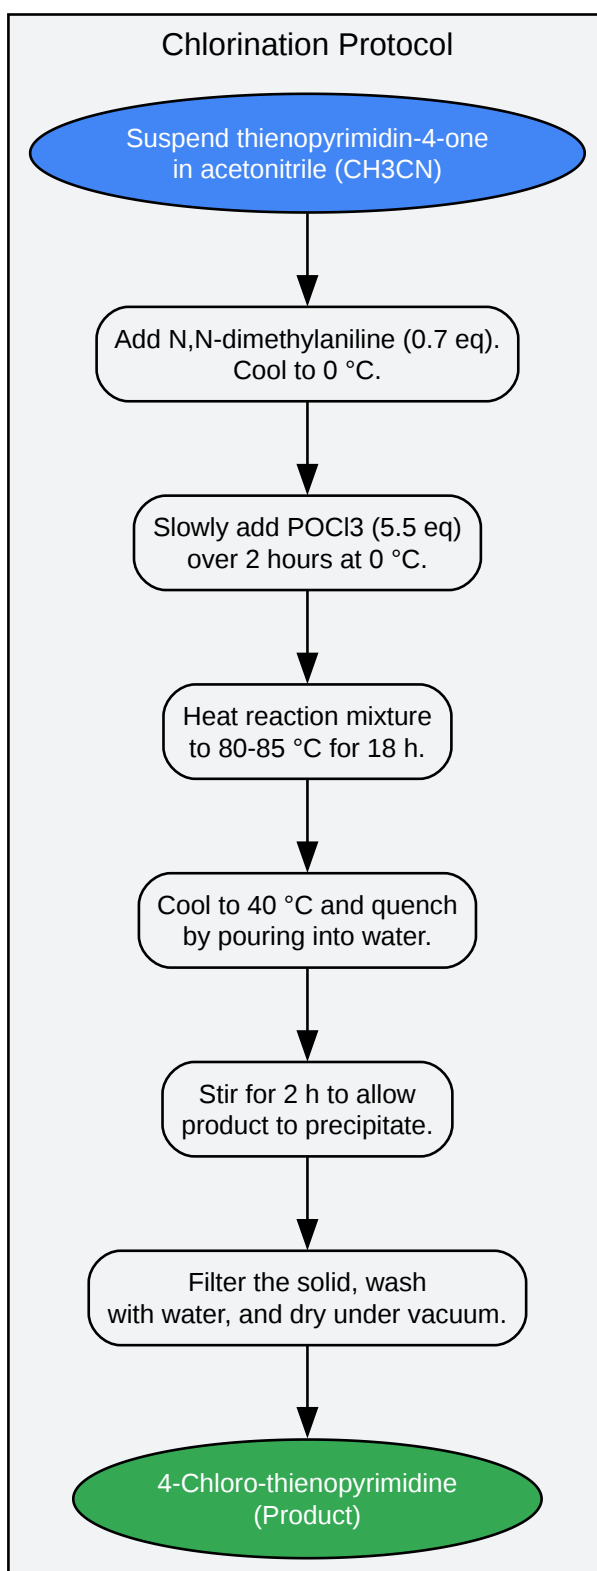 Chlorination Protocol
Suspend thienopyrimidin-4-one
in acetonitrile (CH3CN)
Add N,N-dimethylaniline (0.7 eq).
Cool to 0 °C.
Slowly add POCl3 (5.5 eq)
over 2 hours at 0 °C.
Heat reaction mixture
to 80-85 °C for 18 h.
Cool to 40 °C and quench
by pouring into water.
Stir for 2 h to allow
product to precipitate.
Filter the solid, wash
with water, and dry under vacuum.
4-Chloro-thienopyrimidine
(Product)